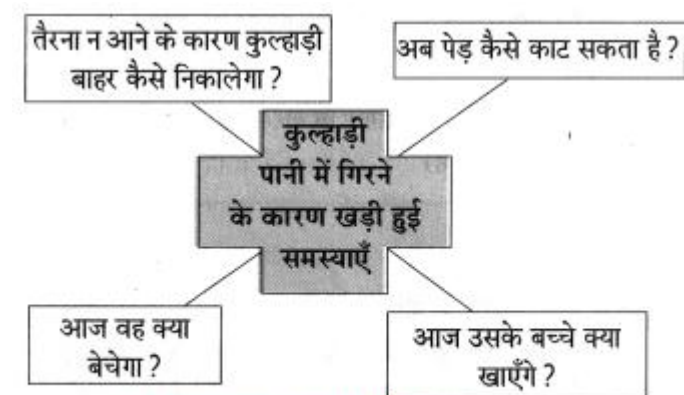 तैरना न आने के कारण कुल्हाड़ी
बाहर कैसे निकालेगा ?
अब पेड़ कैसे काट सकता है ?
कुल्हाड़ी
पानी में गिरने
के कारण खड़ी हुई
समस्याएँ
आज वह क्या
बेचेगा ?
आज उसके बच्चे क्या
खाएँगे ?